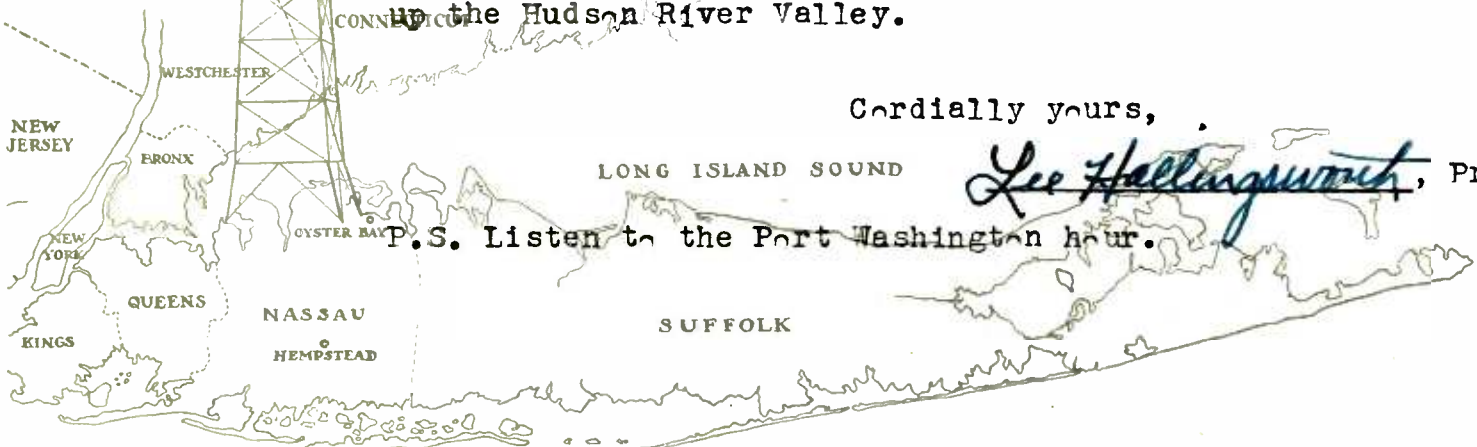 up the Hudson River Valley.
CONNECTICUT
WESTCHESTER
Cordially yours,
NEW JERSEY
BRONX
LONG ISLAND SOUND
Lee Hollingsworth, Pr
NEW YORK
OYSTER BAY
P.S. Listen to the Port Washington hour.
QUEENS
NASSAU
SUFFOLK
KINGS
HEMPSTEAD